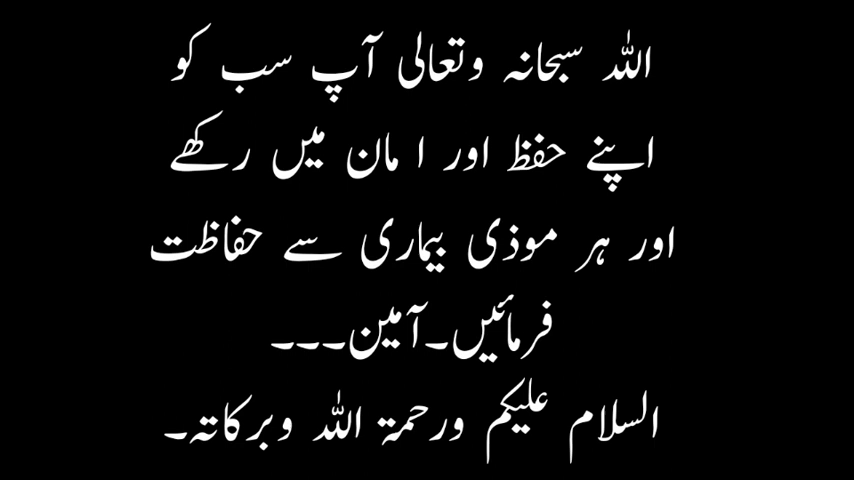 اللہ سبحانہ وتعالی آپ سب کو
اپنے حفظ اور ا مان میں رکھے
اور ہر موذی بیماری سے حفاظت
فرمائیں۔آمین۔۔۔
السلام علیکم ورحمۃ اللہ وبرکاتہ۔